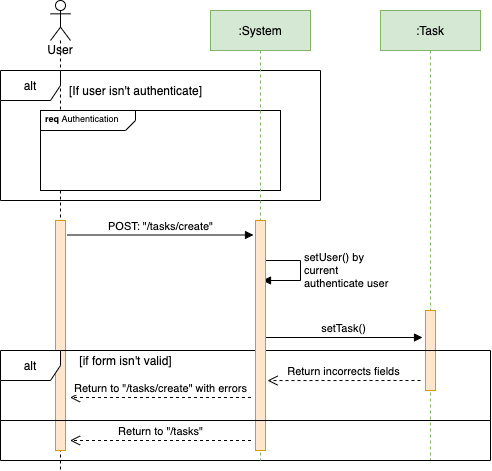 User
:System
:Task
alt
[If user isn't authenticate]
req Authentication
POST: "/tasks/create"
setUser() by
current
authenticate user
setTask()
alt
[if form isn't valid]
Return incorrects fields
Return to "/tasks/create" with errors
Return to "/tasks"